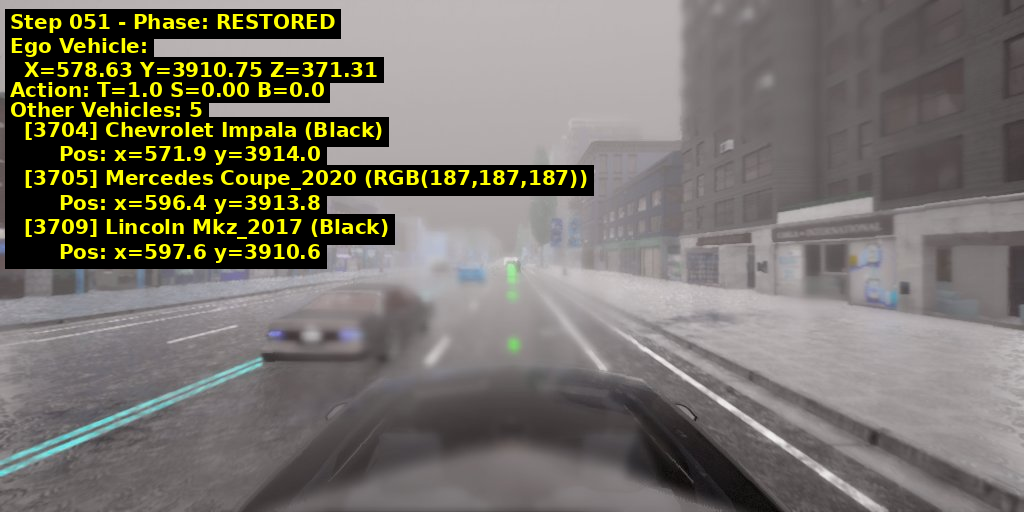 Step 051 - Phase: RESTORED
Ego Vehicle:
X=578.63 Y=3910.75 Z=371.31
Action: T=1.0 S=0.00 B=0.0
Other Vehicles: 5
[3704] Chevrolet Impala (Black)
Pos: x=571.9 y=3914.0
[3705] Mercedes Coupe_2020 (RGB(187,187,187))
Pos: x=596.4 y=3913.8
[3709] Lincoln Mkz_2017 (Black)
Pos: x=597.6 y=3910.6